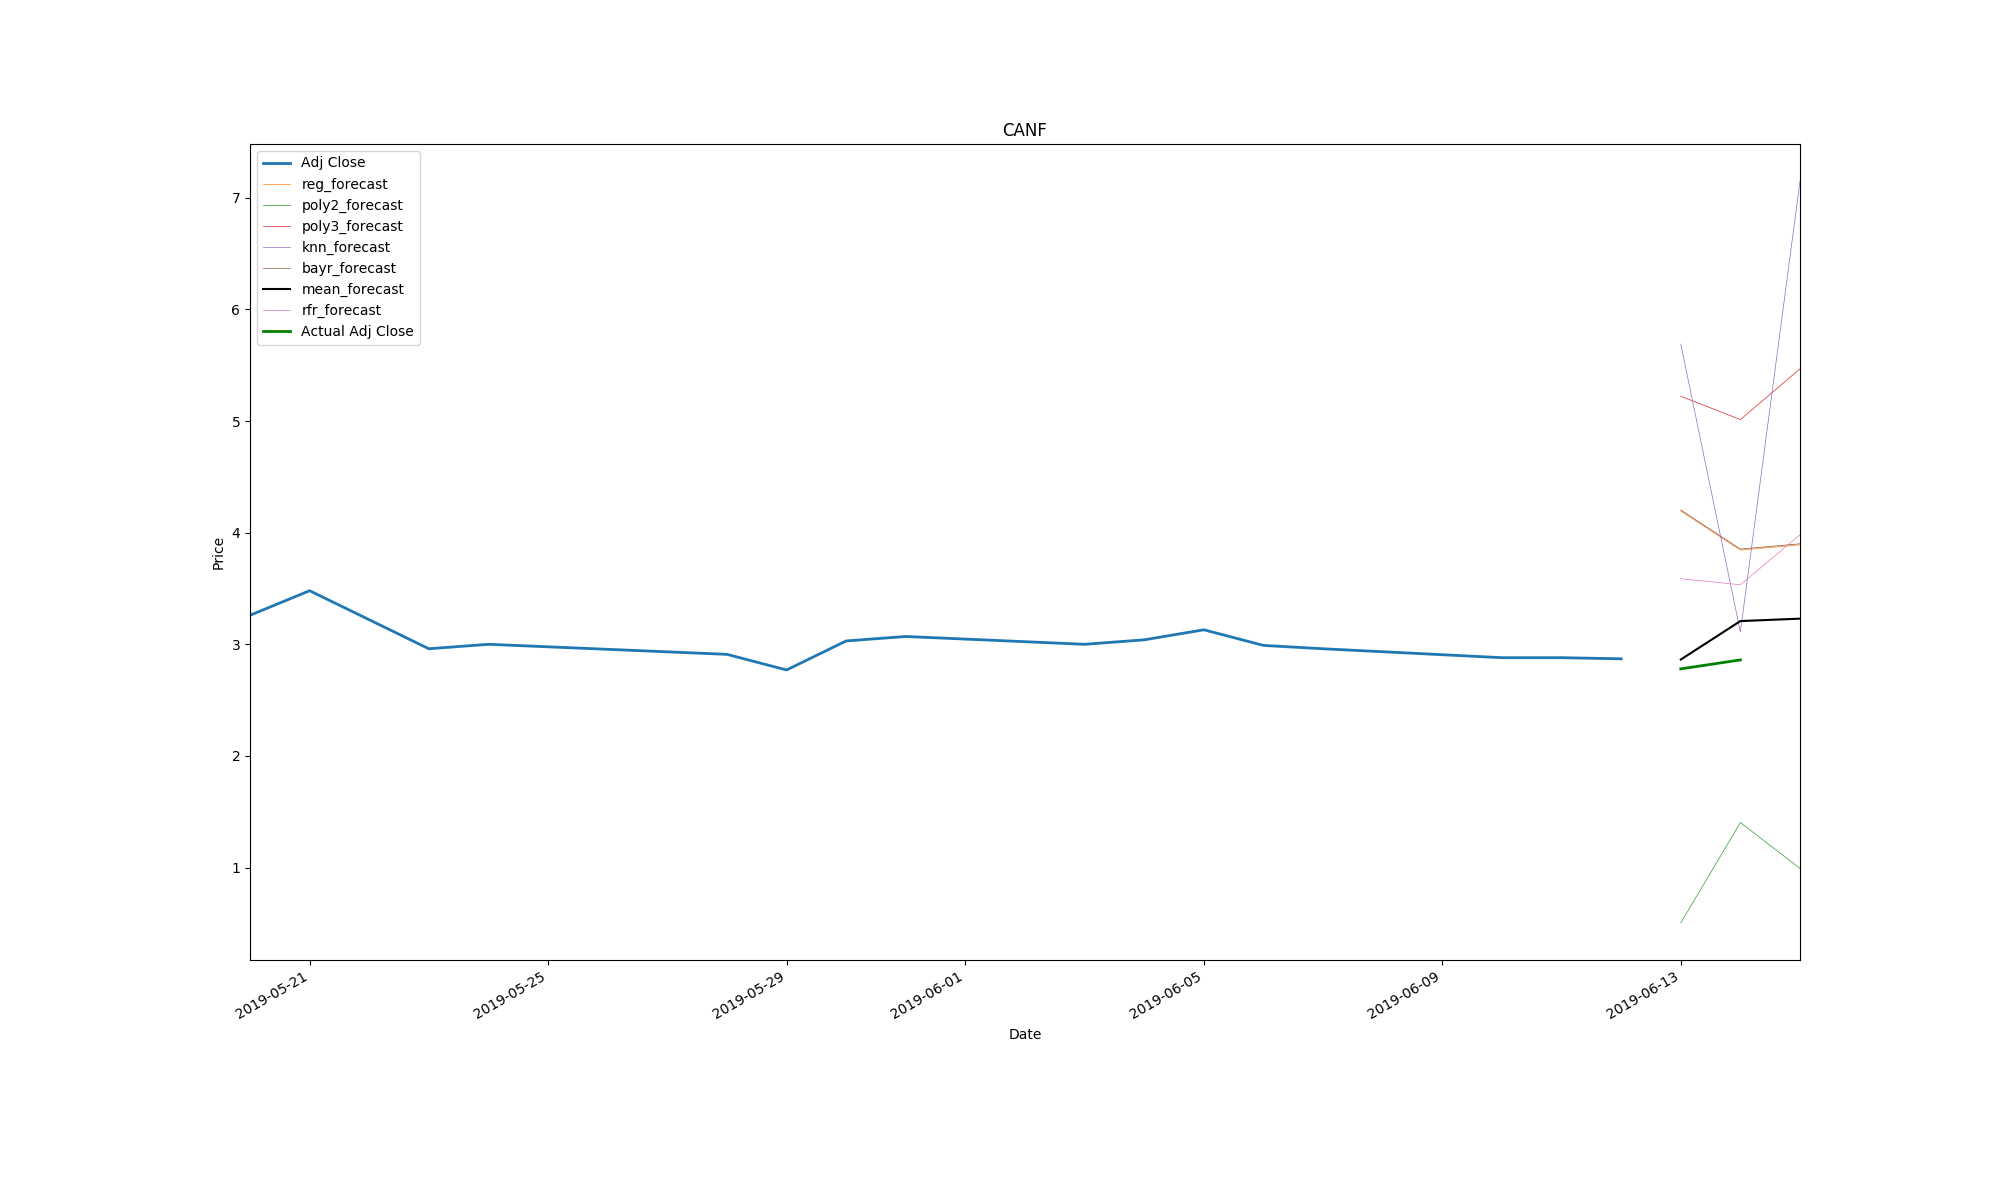 CANF
Adj Close
reg_forecast
poly2_forecast
poly3_forecast
knn_forecast
bayr_forecast
mean_forecast
rfr_forecast
Actual Adj Close
7
6
5
4
3
2
1
Price
2019-05-21
2019-05-25
2019-05-29
2019-06-01
2019-06-05
2019-06-09
2019-06-13
Date